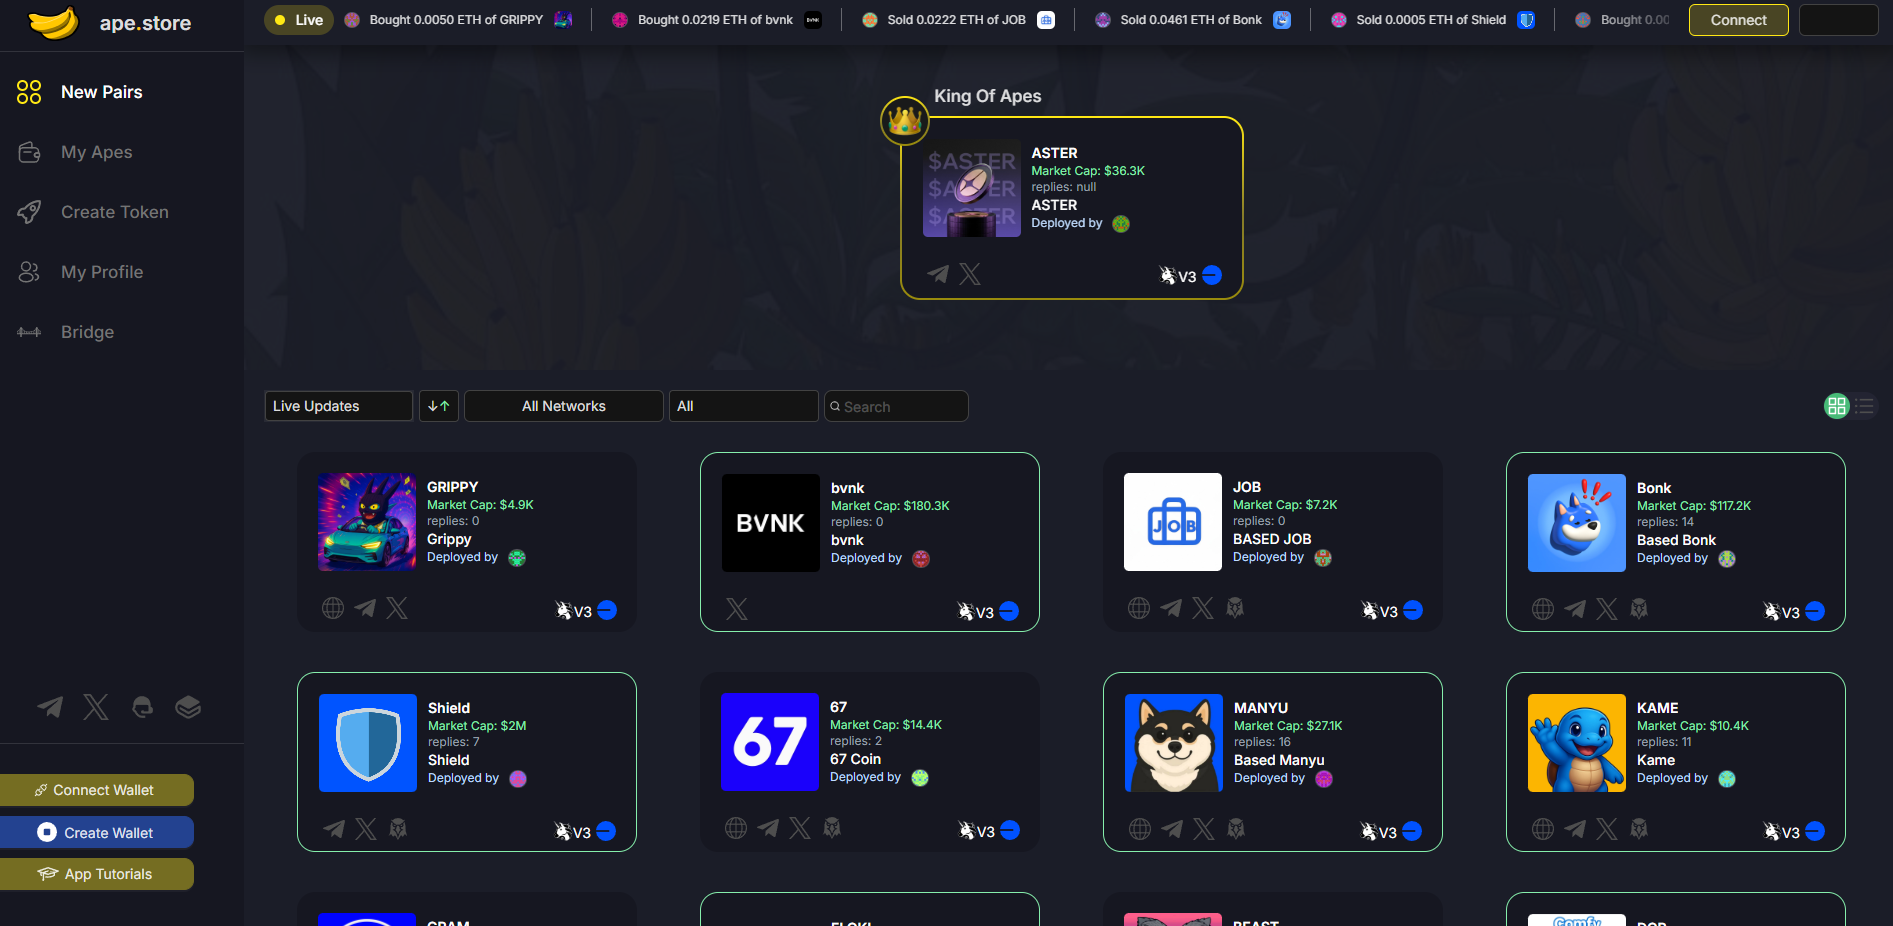 ape.store
Live
Bought 0.0050 ETH of GRIPPY
Bought 0.0219 ETH of bvnk
BVNK
Sold 0.0222 ETH of JOB
Sold 0.0461 ETH of Bonk
Sold 0.0005 ETH of Shield
Bought 0.00
Connect
New Pairs
My Apes
Create Token
My Profile
Bridge
Connect Wallet
Create Wallet
App Tutorials
King Of Apes
$ASTER
$ASTER
$ASTER
ASTER
Market Cap: $36.3K
replies: null
ASTER
Deployed by
V3
Live Updates
All Networks
All
Search
GRIPPY
Market Cap: $4.9K
replies: 0
Grippy
Deployed by
V3
BVNK
bvnk
Market Cap: $180.3K
replies: 0
bvnk
Deployed by
V3
JOB
JOB
Market Cap: $7.2K
replies: 0
BASED JOB
Deployed by
V3
Bonk
Market Cap: $117.2K
replies: 14
Based Bonk
Deployed by
V3
Shield
Market Cap: $2M
replies: 7
Shield
Deployed by
V3
67
67
Market Cap: $14.4K
replies: 2
67 Coin
Deployed by
V3
MANYU
Market Cap: $27.1K
replies: 16
Based Manyu
Deployed by
V3
KAME
Market Cap: $10.4K
replies: 11
Kame
Deployed by
V3
BEAST
Comfy